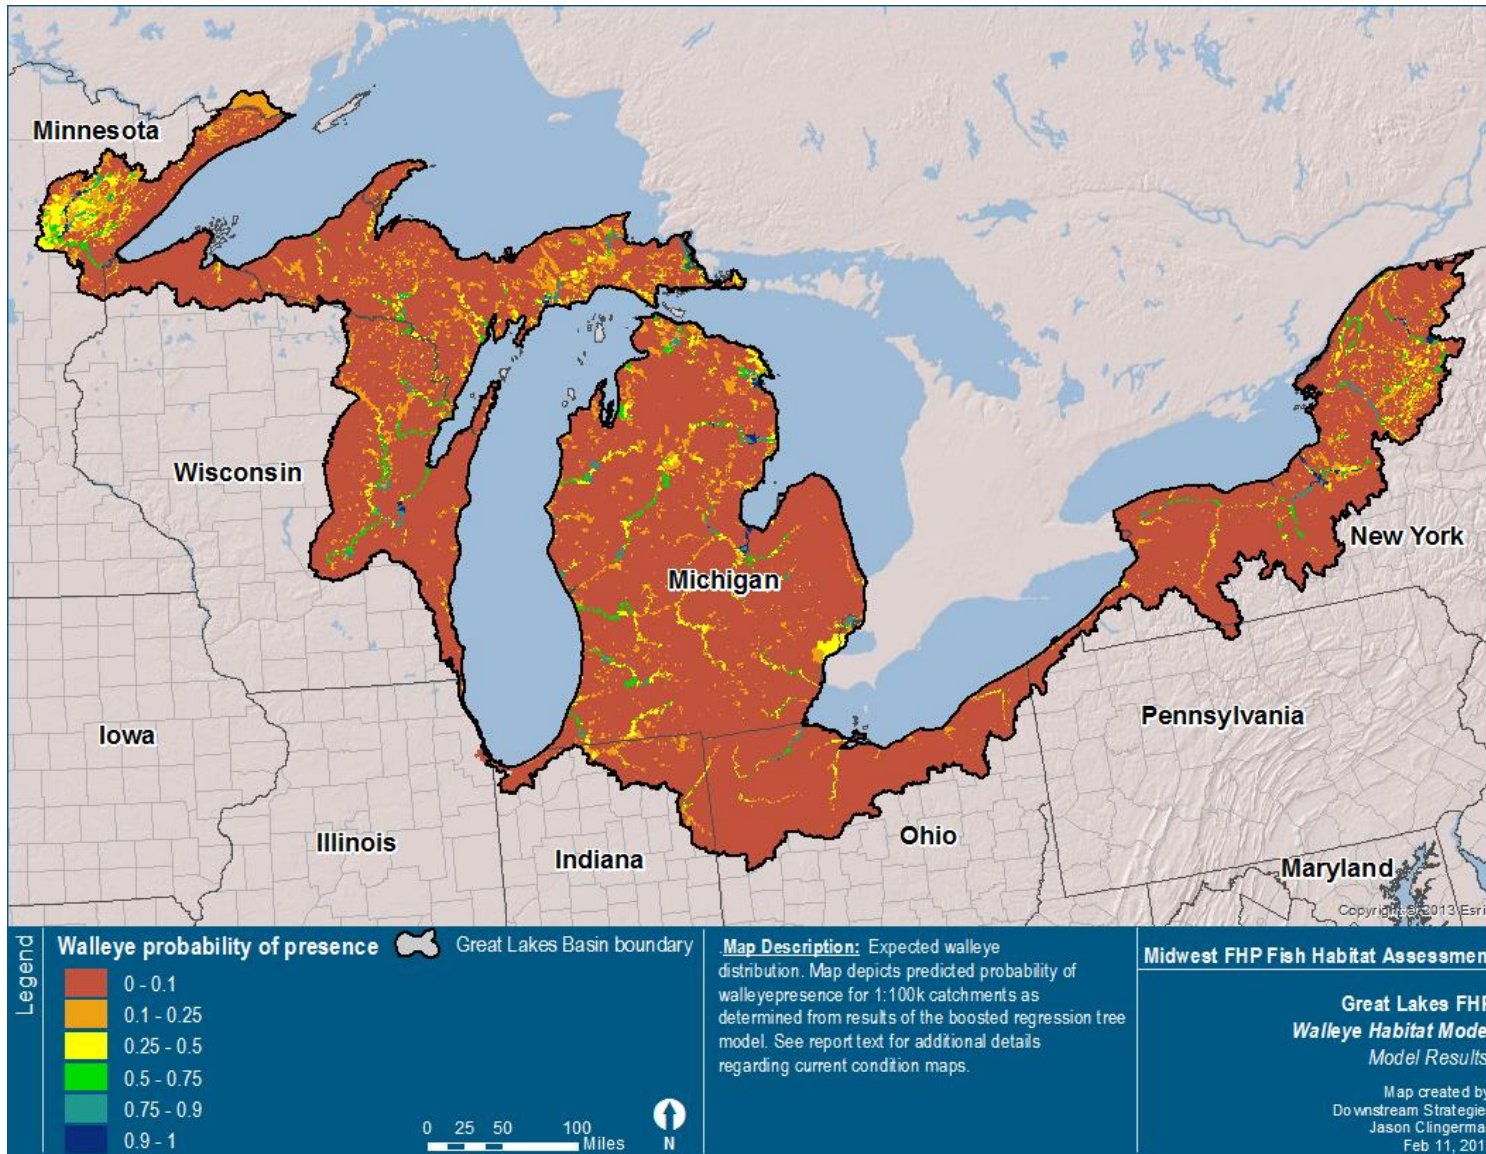 Minnesota
Wisconsin
Michigan
New York
Iowa
Pennsylvania
Illinois
Indiana
Ohio
Maryland
Copyright:© 2013 Esri
Legend
Walleye probability of presence
Great Lakes Basin boundary
0 - 0.1
0.1 - 0.25
0.25 - 0.5
0.5 - 0.75
0.75 - 0.9
0.9 - 1
0 25 50 100
Miles
N
Map Description: Expected walleye
distribution. Map depicts predicted probability of
walleyepresence for 1:100k catchments as
determined from results of the boosted regression tree
model. See report text for additional details
regarding current condition maps.
Midwest FHP Fish Habitat Assessmen
Great Lakes FHP
Walleye Habitat Mode
Model Results
Map created by
Downstream Strategie
Jason Clingerma
Feb 11, 201